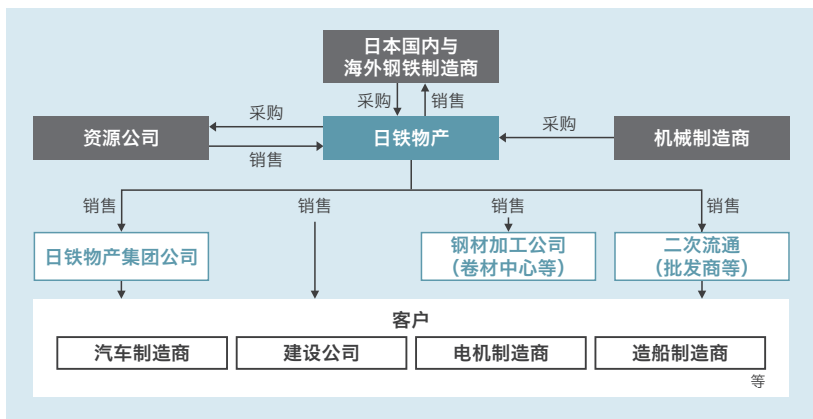 日本国内与
海外钢铁制造商
采购
销售
采购
采购
资源公司
日铁物产
机械制造商
销售
销售
销售
销售
销售
日铁物产集团公司
钢材加工公司
（卷材中心等）
二次流通
（批发商等）
客户
汽车制造商
建设公司
电机制造商
造船制造商
等